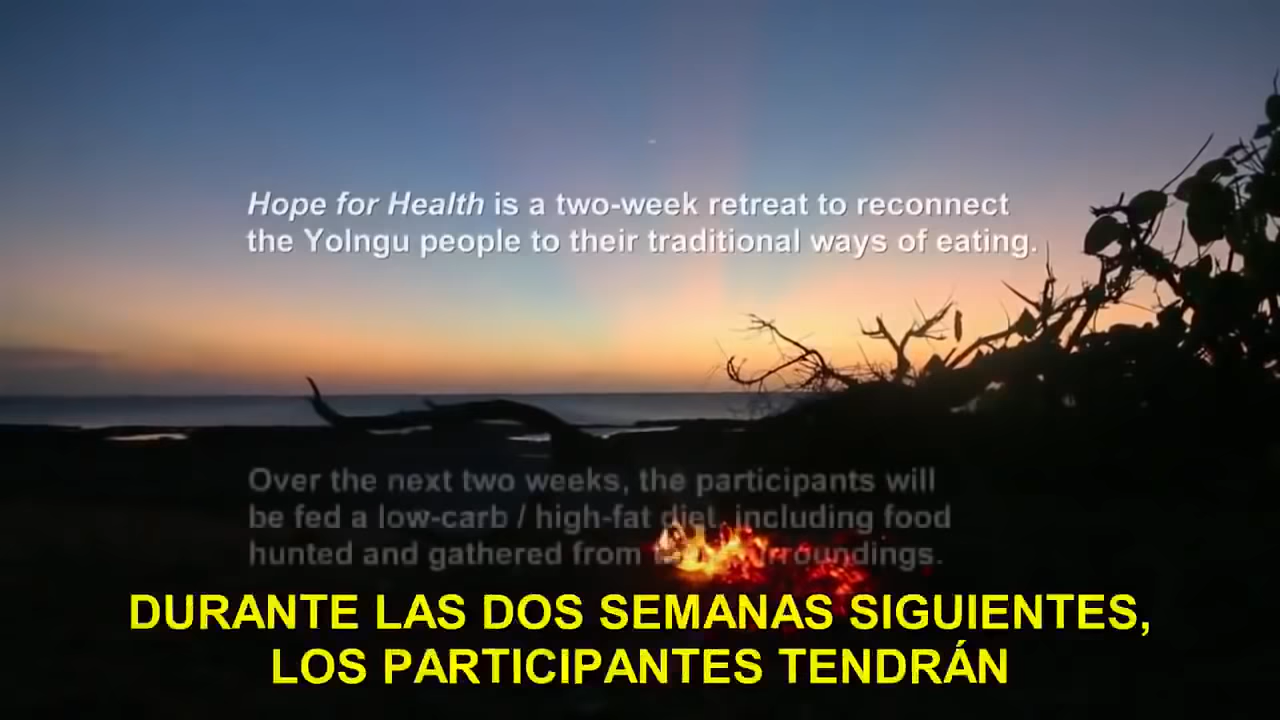 Hope for Health is a two-week retreat to reconnect
the Yolngu people to their traditional ways of eating.
Over the next two weeks, the participants will
be fed a low-carb / high-fat diet, including food
hunted and gathered from surroundings.
DURANTE LAS DOS SEMANAS SIGUIENTES,
LOS PARTICIPANTES TENDRÁN